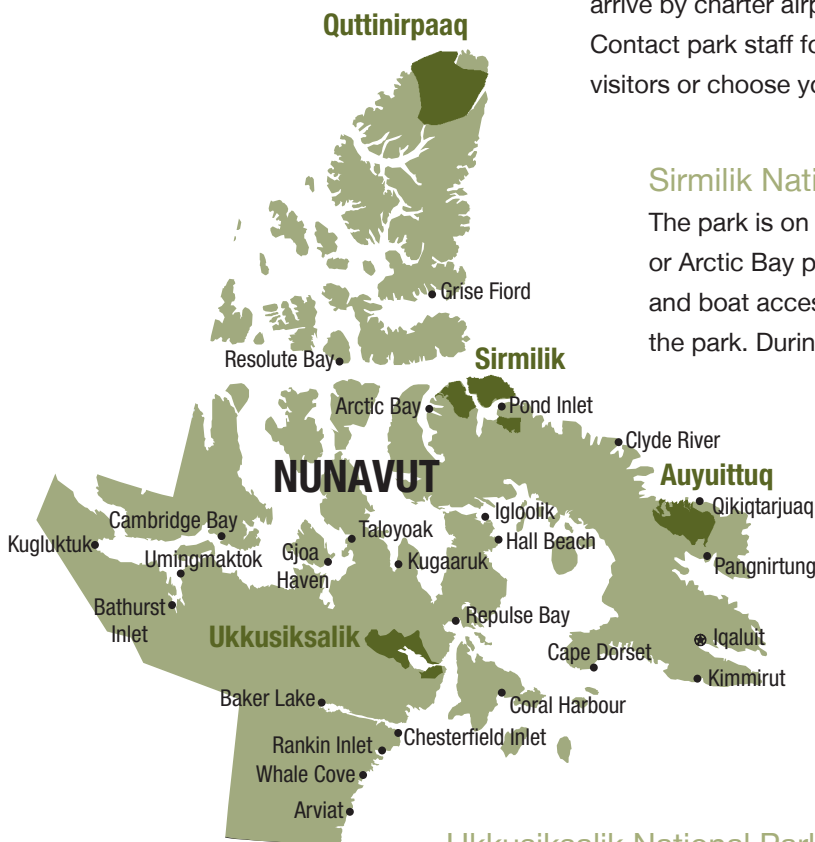 arrive by charter airp
Quttinirpaaq
Contact park staff fo
visitors or choose yo
Sirmilik Nati
The park is on
or Arctic Bay p
and boat acces
the park. Durin
Grise Fiord
Resolute Bay
Sirmilik
Arctic Bay
Pond Inlet
Clyde River
NUNAVUT
Auyuittuq
Qikiqtarjuaq
Igloolik
Cambridge Bay
Taloyoak
Hall Beach
Kugluktuk
Umingmaktok
Gjoa
Haven
Kugaaruk
Pangnirtung
Bathurst
Inlet
Repulse Bay
Ukkusiksalik
Iqaluit
Cape Dorset
Kimmirut
Baker Lake
Coral Harbour
Chesterfield Inlet
Rankin Inlet
Whale Cove
Arviat
Ukkusiksalik National Park